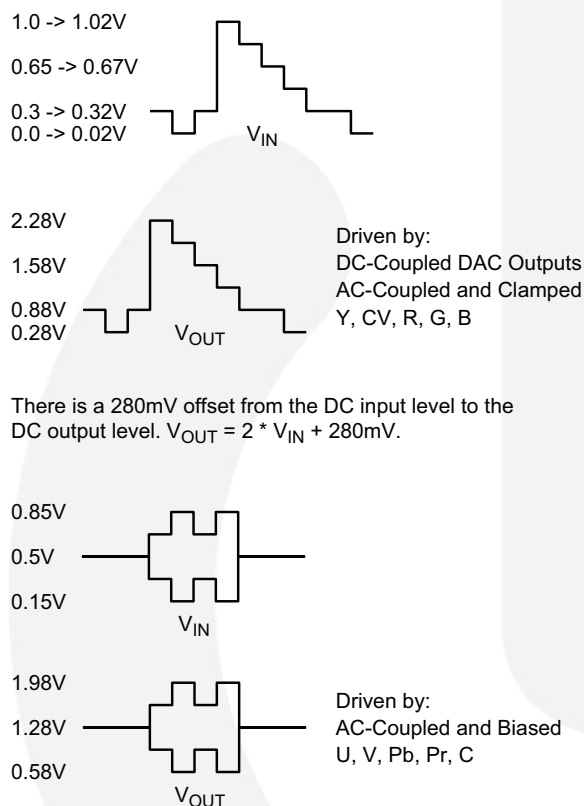 1.0 -> 1.02V
0.65 -> 0.67V
0.3 -> 0.32V
0.0 -> 0.02V
VIN
2.28V
1.58V
0.88V
0.28V
VOUT
Driven by:
DC-Coupled DAC Outputs
AC-Coupled and Clamped
Y, CV, R, G, B
There is a 280mV offset from the DC input level to the
DC output level. VOUT = 2 * VIN + 280mV.
0.85V
0.5V
0.15V
VIN
1.98V
1.28V
0.58V
VOUT
Driven by:
AC-Coupled and Biased
U, V, Pb, Pr, C